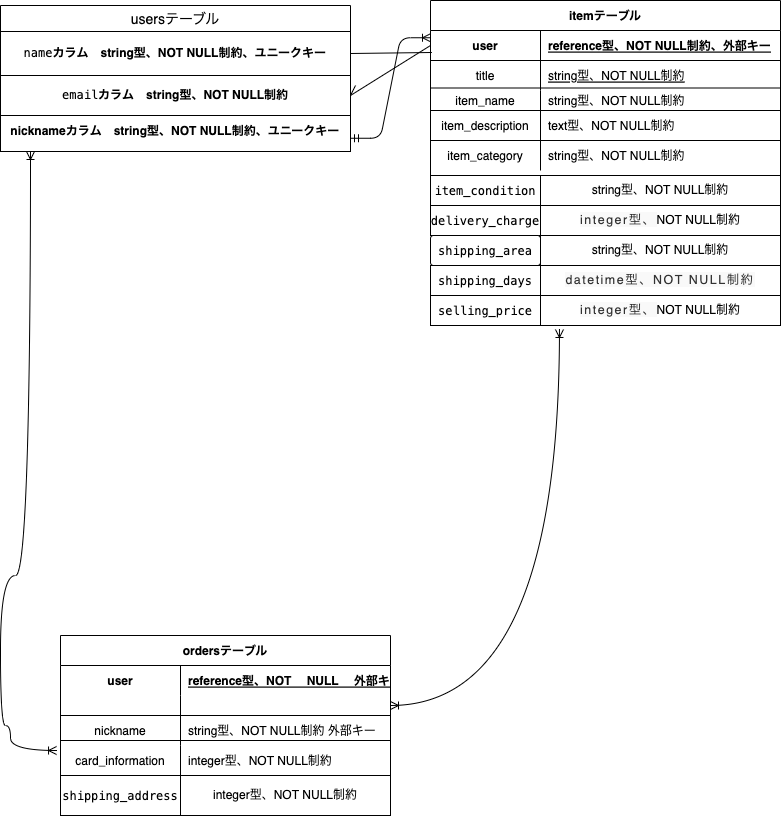 usersテーブル
nameカラム　string型、NOT NULL制約、ユニークキー
emailカラム　string型、NOT NULL制約
nicknameカラム　string型、NOT NULL制約、ユニークキー
itemテーブル
user reference型、NOT NULL制約、外部キー
title string型、NOT NULL制約
item_name string型、NOT NULL制約
item_description text型、NOT NULL制約
item_category string型、NOT NULL制約
item_condition string型、NOT NULL制約
delivery_charge integer型、NOT NULL制約
shipping_area string型、NOT NULL制約
shipping_days datetime型、NOT NULL制約
selling_price integer型、NOT NULL制約
ordersテーブル
user reference型、NOT　NULL　外部キ
nickname string型、NOT NULL制約 外部キー
card_information integer型、NOT NULL制約
shipping_address integer型、NOT NULL制約